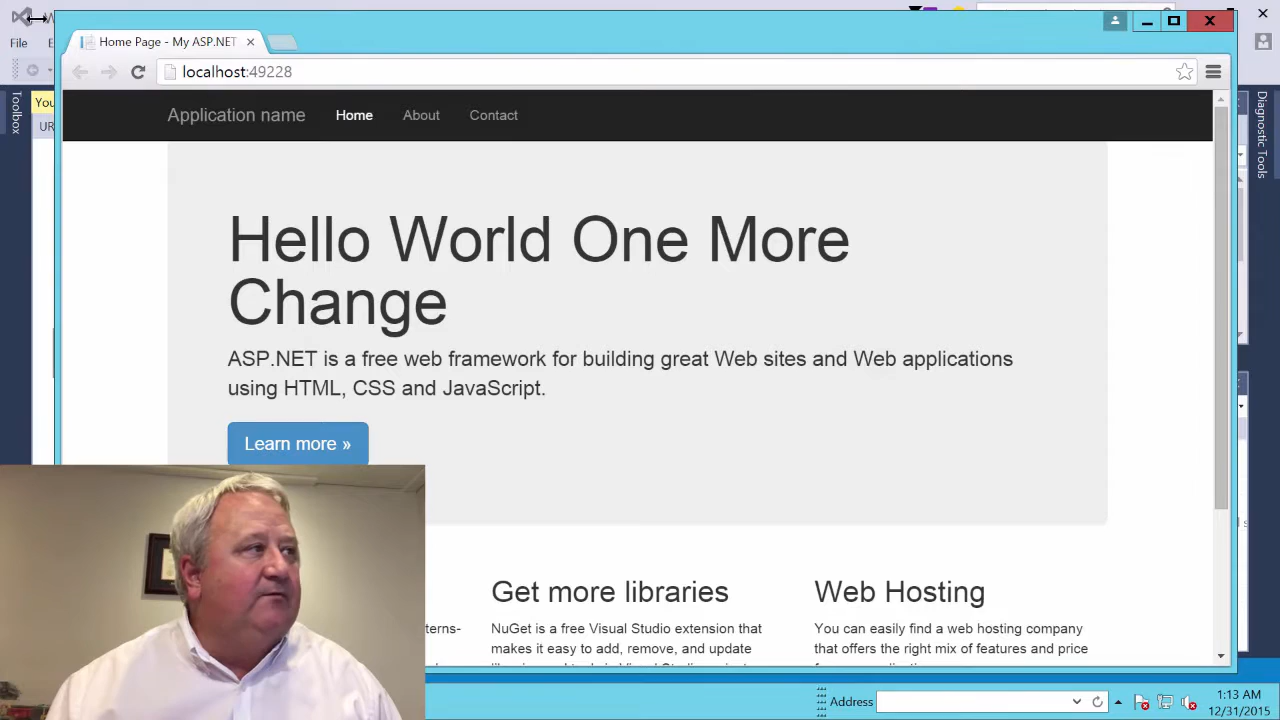 Home Page - My ASP.NET
File
localhost:49228
You
UR
Toolbox
Diagnostic Tools
Application name Home About Contact
Hello World One More
Change
ASP.NET is a free web framework for building great Web sites and Web applications
using HTML, CSS and JavaScript.
Learn more »
Get more libraries
NuGet is a free Visual Studio extension that
makes it easy to add, remove, and update
Web Hosting
You can easily find a web hosting company
that offers the right mix of features and price
terns-
Address
1:13 AM
12/31/2015